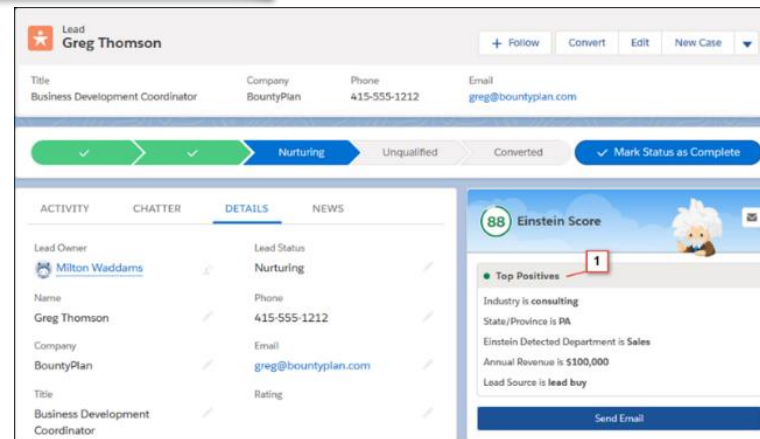 Lead
Greg Thomson
+ Follow Convert Edit New Case
Title Company Phone Email
Business Development Coordinator BountyPlan 415-555-1212 greg@bountyplan.com
Nurturing Unqualified Converted Mark Status as Complete
ACTIVITY CHATTER DETAILS NEWS
Lead Owner Lead Status
Milton Waddams Nurturing
Name Phone
Greg Thomson 415-555-1212
Company Email
BountyPlan greg@bountyplan.com
Title Rating
Business Development
Coordinator
88 Einstein Score
1
Top Positives
Industry is consulting
State/Province is PA
Einstein Detected Department is Sales
Annual Revenue is $100,000
Lead Source is lead buy
Send Email